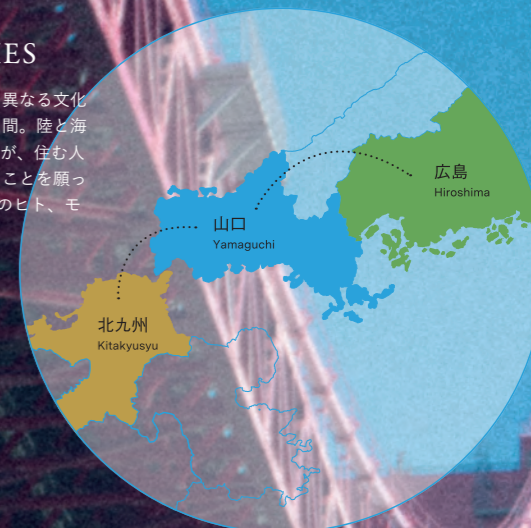 ES
異なる文化
間。陸と海
が、住む人
ことを願っ
のヒト、モ
広島
Hiroshima
山口
Yamaguchi
北九州
Kitakyusyu